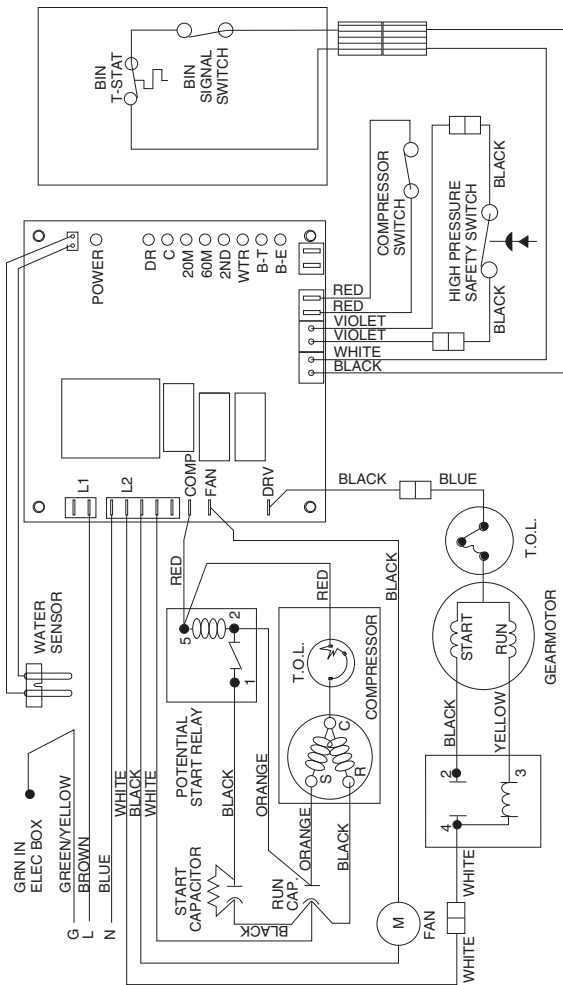 BIN
T-STAT
BIN
SIGNAL
SWITCH
POWER
DR
C
20M
60M
2ND
WTR
B-T
B-E
COMPRESSOR
SWITCH
HIGH PRESSURE
SAFETY SWITCH
BLACK
BLACK
RED
RED
VIOLET
VIOLET
WHITE
BLACK
L1
L2
COMP
FAN
DRV
WATER
SENSOR
GRN IN
ELEC BOX
GREEN/YELLOW
BROWN
BLUE
WHITE
BLACK
WHITE
G
L
N
RED
5
2
1
POTENTIAL
START RELAY
BLACK
ORANGE
START
CAPACITOR
BLACK
RUN
CAP.
ORANGE
BLACK
RED
T.O.L.
COMPRESSOR
C
S
R
BLACK
M
FAN
BLACK
BLUE
T.O.L.
START
RUN
GEARMOTOR
BLACK
YELLOW
2
4
3
WHITE
WHITE